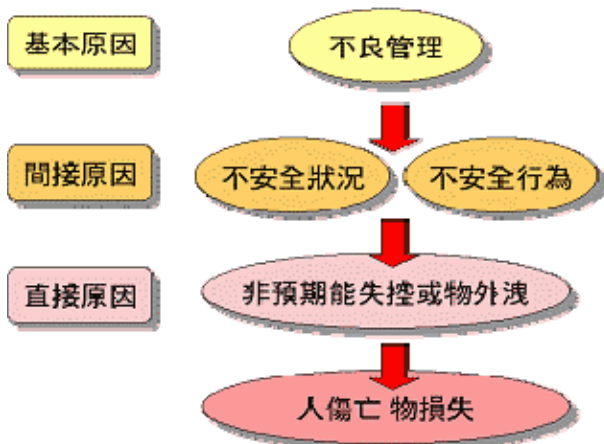 基本原因
不良管理
間接原因
不安全狀況
不安全行為
直接原因
非預期能失控或物外洩
人傷亡 物損失